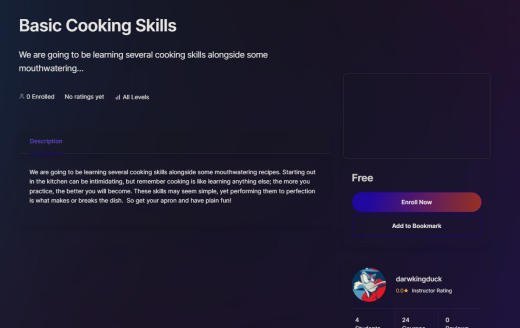 Basic Cooking Skills
We are going to be learning several cooking skills alongside some
mouthwatering...
0 Enrolled No ratings yet All Levels
Description
We are going to be learning several cooking skills alongside some mouthwatering recipes. Starting out
in the kitchen can be intimidating, but remember cooking is like learning anything else; the more you
practice, the better you will become. These skills may seem simple, yet performing them to perfection
is what makes or breaks the dish. So get your apron and have plain fun!
Free
Enroll Now
Add to Bookmark
darwkingduck
0.0★ Instructor Rating
4 24 0
Students Courses Reviews